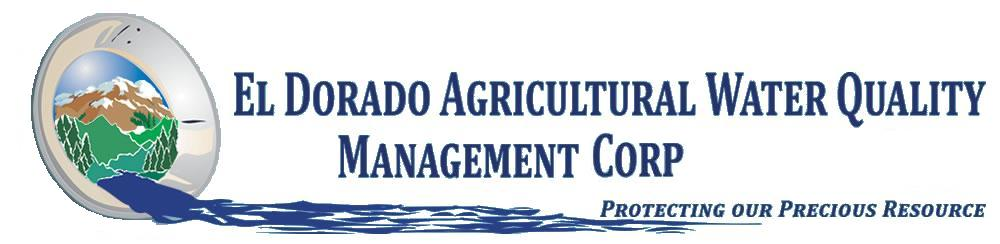 El Dorado Agricultural Water Quality
Management Corp
Protecting our Precious Resource